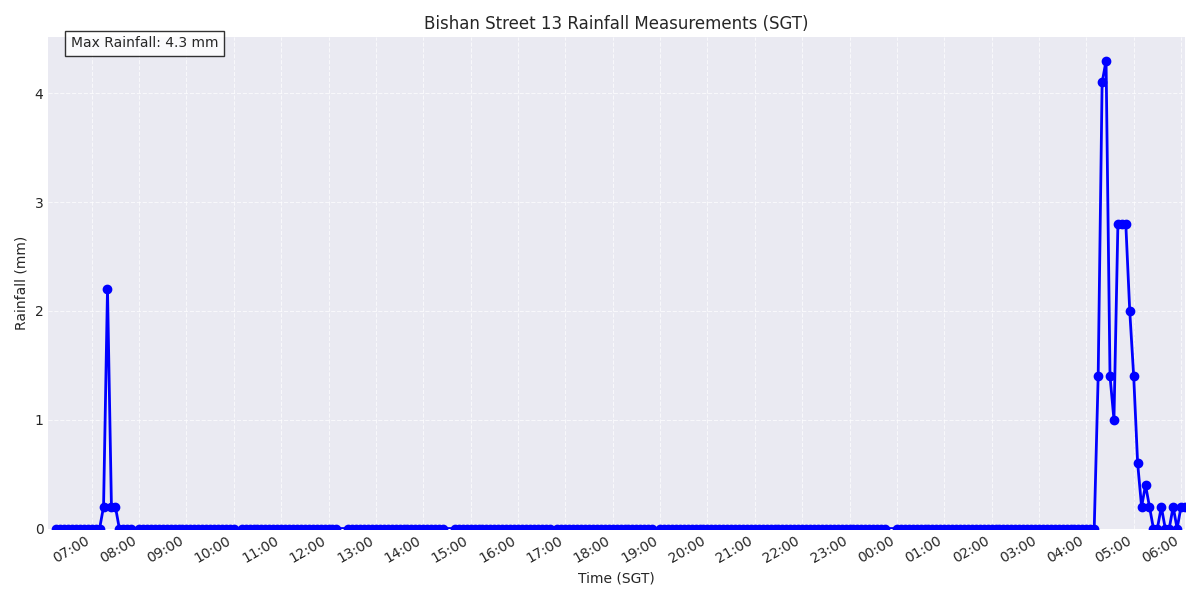 Bishan Street 13 Rainfall Measurements (SGT)
Max Rainfall: 4.3 mm
Rainfall (mm)
4
3
2
1
0
07:00 08:00 09:00 10:00 11:00 12:00 13:00 14:00 15:00 16:00 17:00 18:00 19:00 20:00 21:00 22:00 23:00 00:00 01:00 02:00 03:00 04:00 05:00 06:00
Time (SGT)